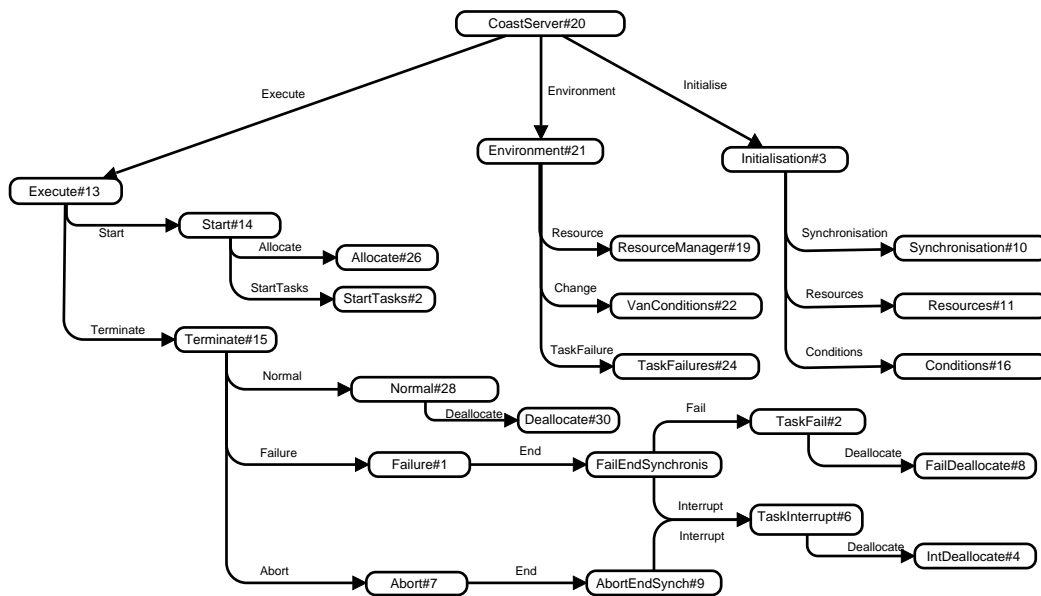 CoastServer#20
Execute
Environment
Initialise
Environment#21
Initialisation#3
Execute#13
Start
Start#14
Resource
ResourceManager#19
Synchronisation
Synchronisation#10
Allocate
Allocate#26
StartTasks
StartTasks#2
Change
VanConditions#22
Resources
Resources#11
Terminate
Terminate#15
TaskFailure
TaskFailures#24
Conditions
Conditions#16
Normal
Normal#28
Deallocate
Deallocate#30
Fail
TaskFail#2
Failure
Failure#1
End
FailEndSynchronis
Deallocate
FailDeallocate#8
Interrupt
TaskInterrupt#6
Interrupt
Deallocate
IntDeallocate#4
Abort
Abort#7
End
AbortEndSynch#9